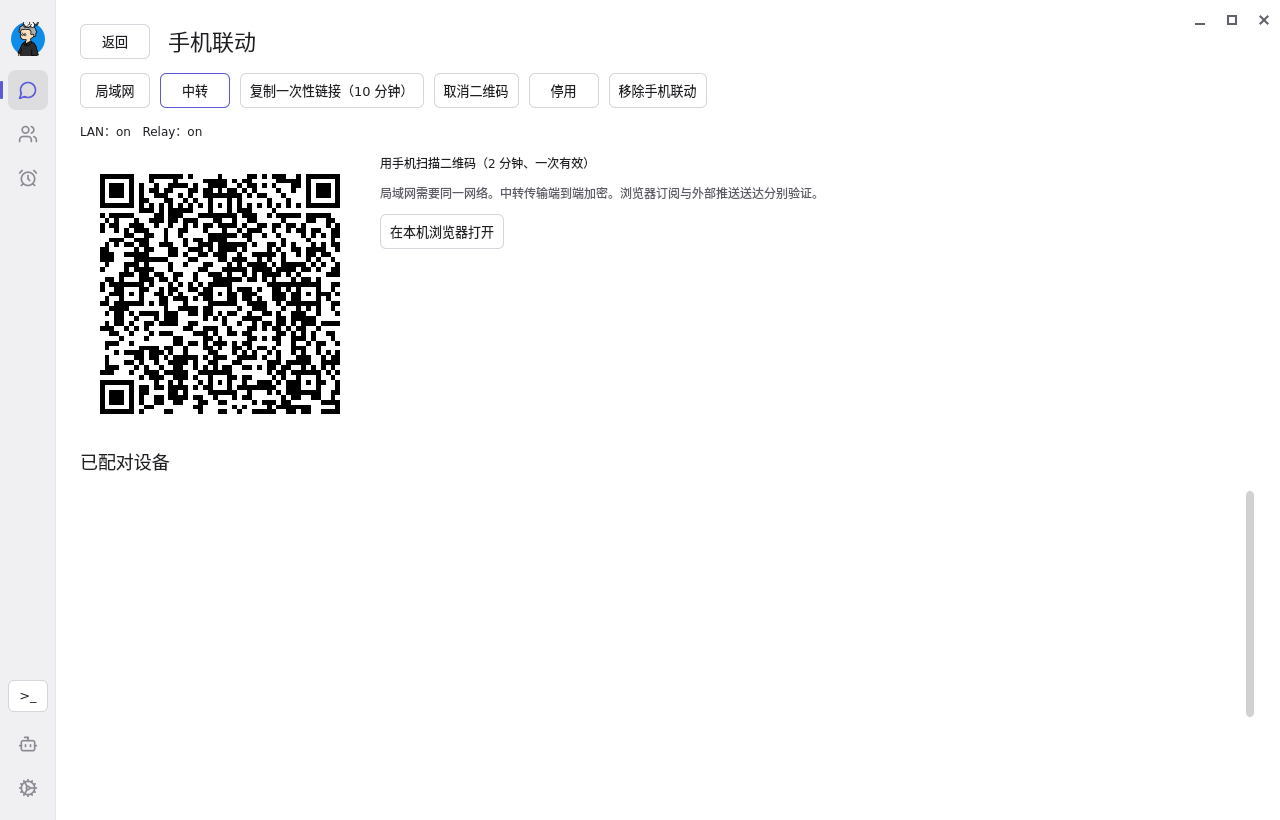 返回
手机联动
局域网
中转
复制一次性链接（10 分钟）
取消二维码
停用
移除手机联动
LAN：on Relay：on
用手机扫描二维码（2 分钟、一次有效）
局域网需要同一网络。中转传输端到端加密。浏览器订阅与外部推送送达分别验证。
在本机浏览器打开
已配对设备
>_